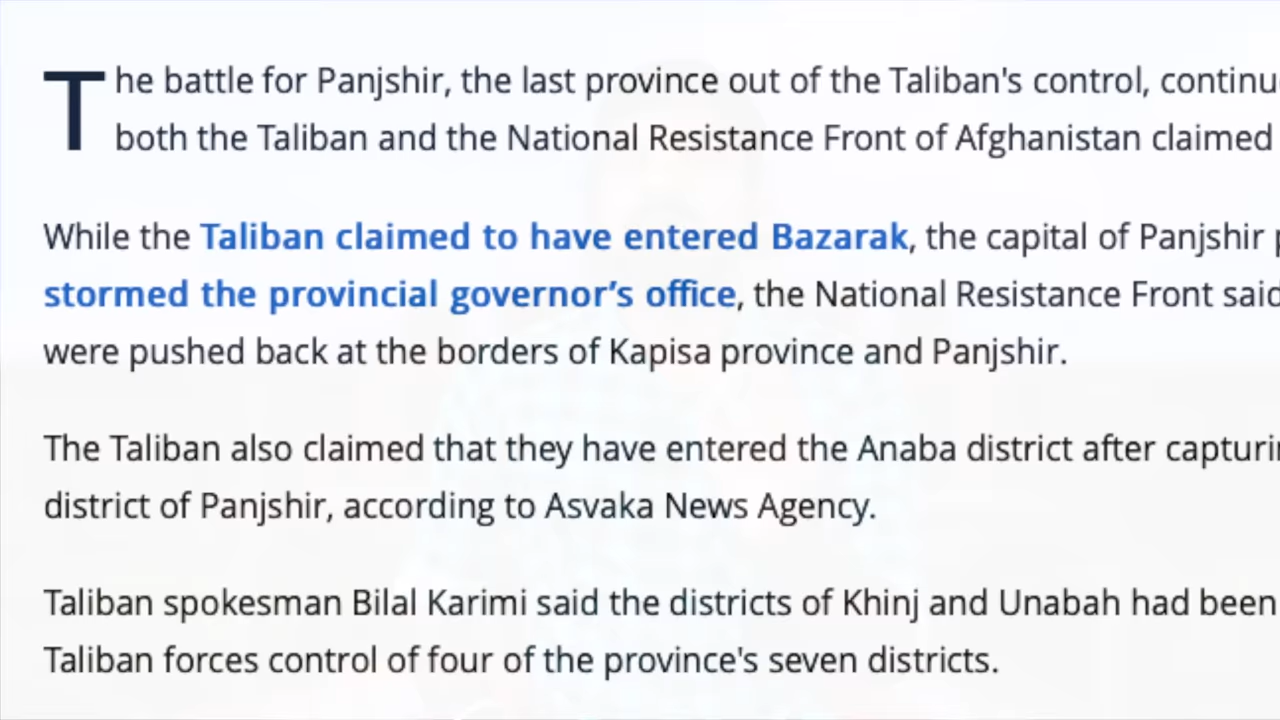 The battle for Panjshir, the last province out of the Taliban's control,
both the Taliban and the National Resistance Front of Afghanistan claimed
While the Taliban claimed to have entered Bazarak, the capital of Panjshir
stormed the provincial governor’s office, the National Resistance Front said
were pushed back at the borders of Kapisa province and Panjshir.
The Taliban also claimed that they have entered the Anaba district after
district of Panjshir, according to Asvaka News Agency.
Taliban spokesman Bilal Karimi said the districts of Khinj and Unabah had been
Taliban forces control of four of the province's seven districts.